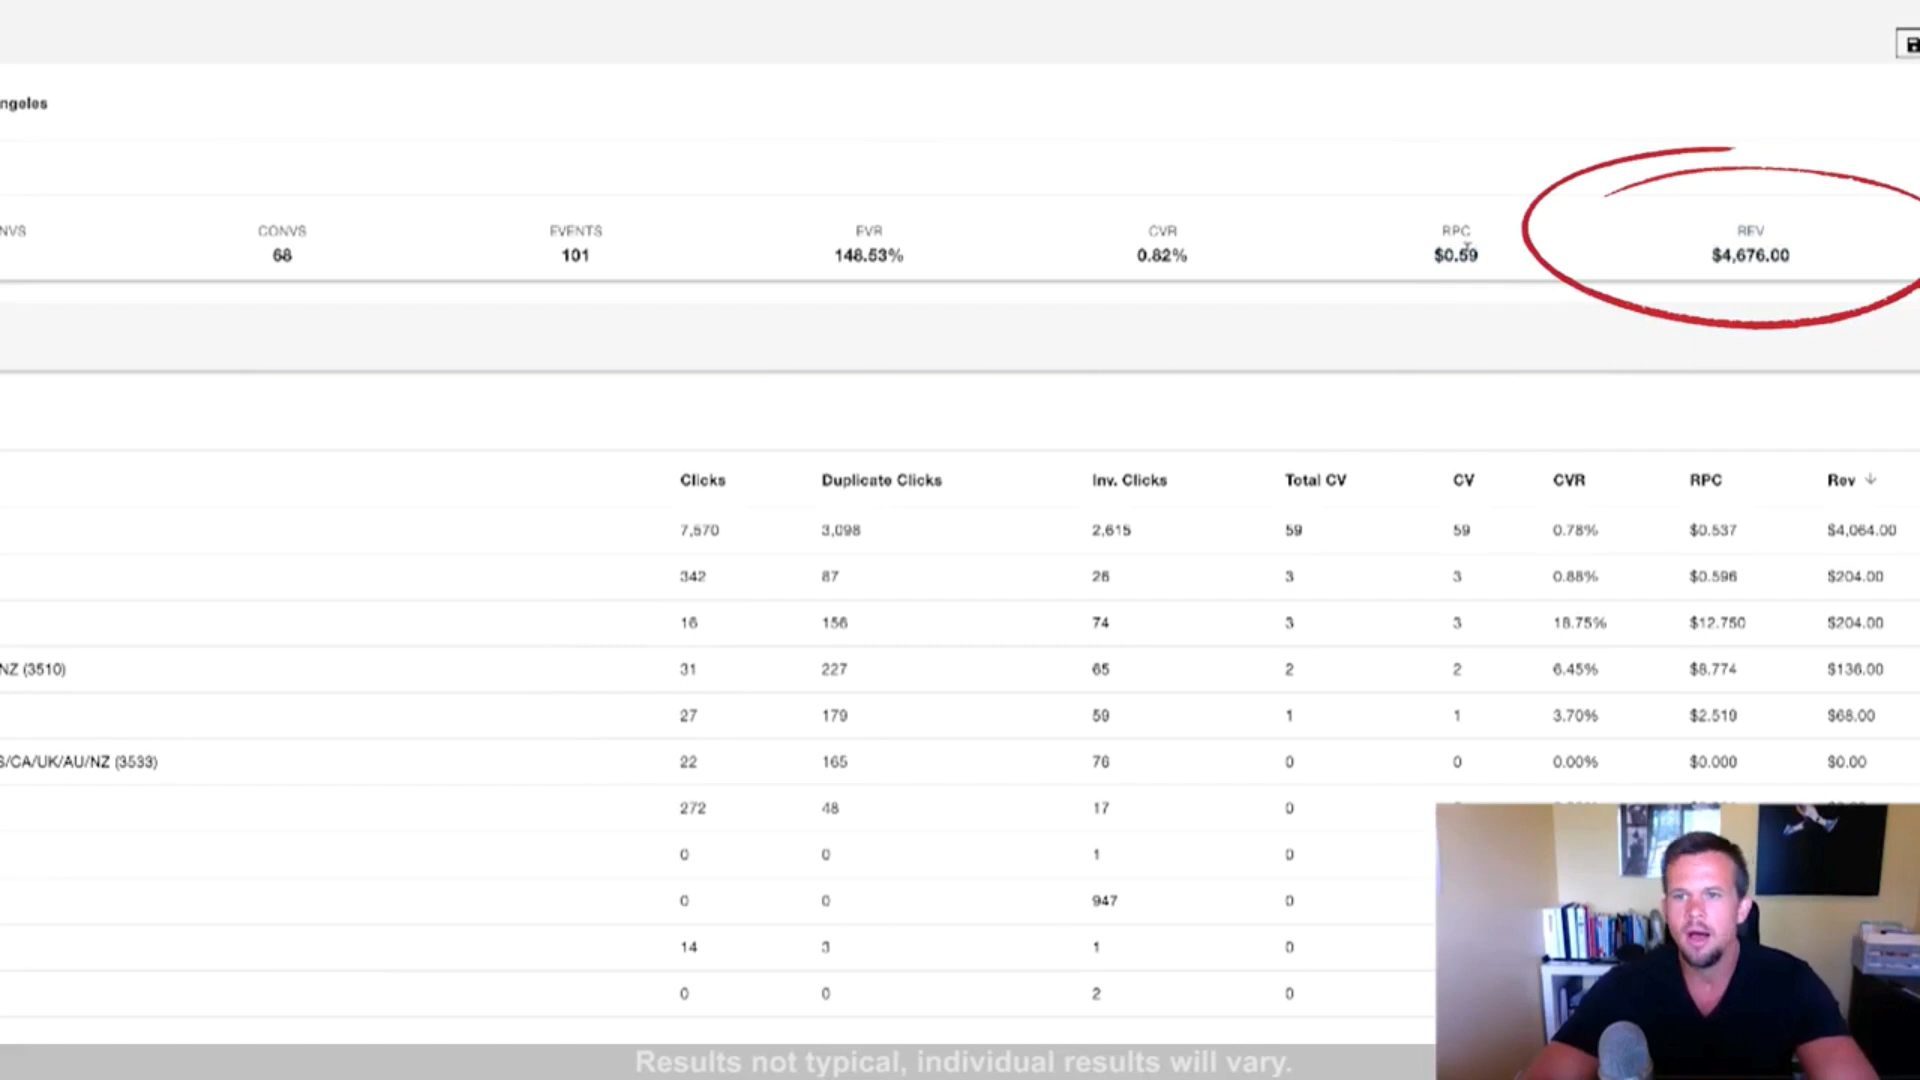 ngeles
NVS CONVS EVENTS EVR CVR RPC REV
68 101 148.53% 0.82% $0.59 $4,676.00
Clicks Duplicate Clicks Inv. Clicks Total CV CV CVR RPC Rev ↓
7,570 3,098 2,615 59 59 0.78% $0.537 $4,064.00
342 87 26 3 3 0.88% $0.596 $204.00
16 156 74 3 3 18.75% $12.750 $204.00
NZ (3510) 31 227 65 2 2 6.45% $8.774 $136.00
27 179 59 1 1 3.70% $2.519 $68.00
S/CA/UK/AU/NZ (3533) 22 165 76 0 0 0.00% $0.000 $0.00
272 48 17 0
0 0 1 0
0 0 947 0
14 3 1 0
0 0 2 0
Results not typical, individual results will vary.